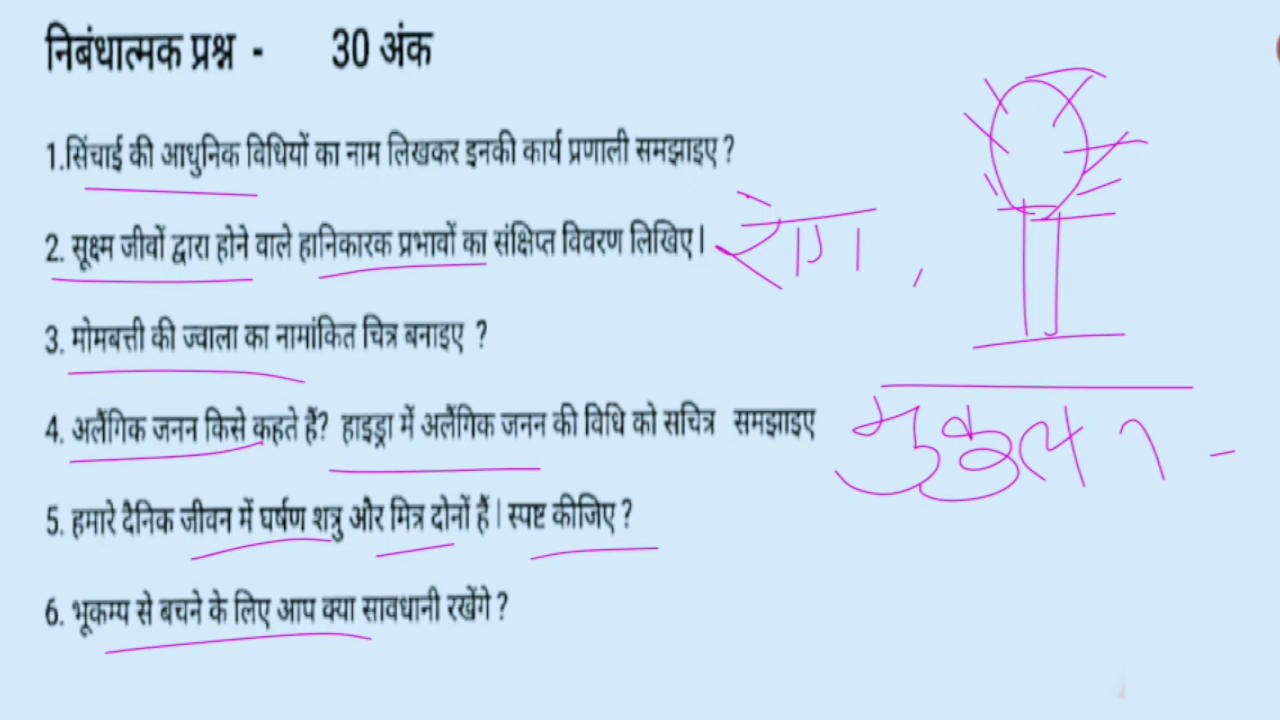 निबंधात्मक प्रश्न - 30 अंक
1.सिंचाई की आधुनिक विधियों का नाम लिखकर इनकी कार्य प्रणाली समझाइए ?
2. सूक्ष्म जीवों द्वारा होने वाले हानिकारक प्रभावों का संक्षिप्त विवरण लिखिए। रोग ,
3. मोमबत्ती की ज्वाला का नामांकित चित्र बनाइए ?
4. अलैंगिक जनन किसे कहते हैं? हाइड्रा में अलैंगिक जनन की विधि को सचित्र समझाइए
5. हमारे दैनिक जीवन में घर्षण शत्रु और मित्र दोनों हैं। स्पष्ट कीजिए ?
6. भूकम्प से बचने के लिए आप क्या सावधानी रखेंगे ?